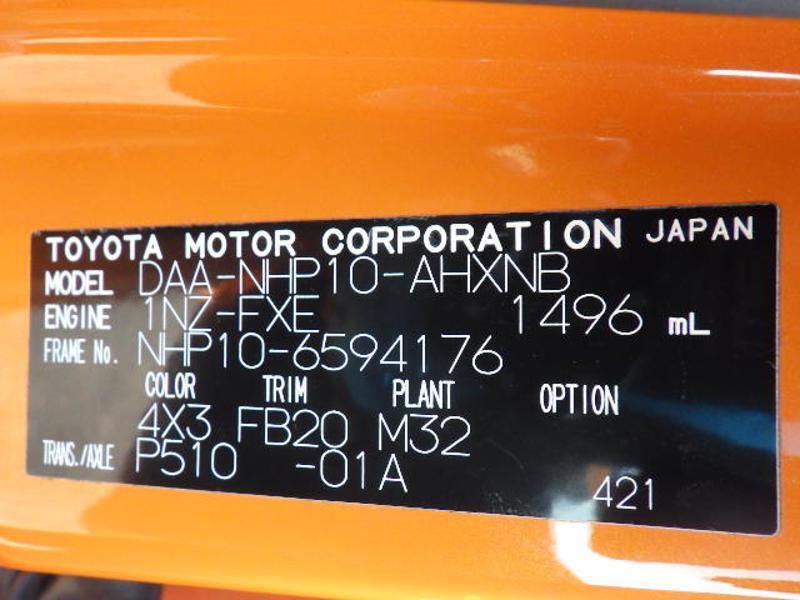 TOYOTA MOTOR CORPORATION JAPAN
MODEL DAA-NHP10-AHXNB
ENGINE 1NZ-FXE 1496 mL
FRAME No. NHP10-6594176
COLOR TRIM PLANT OPTION
4X3 FB20 M32
TRANS./AXLE P510 -01A
421